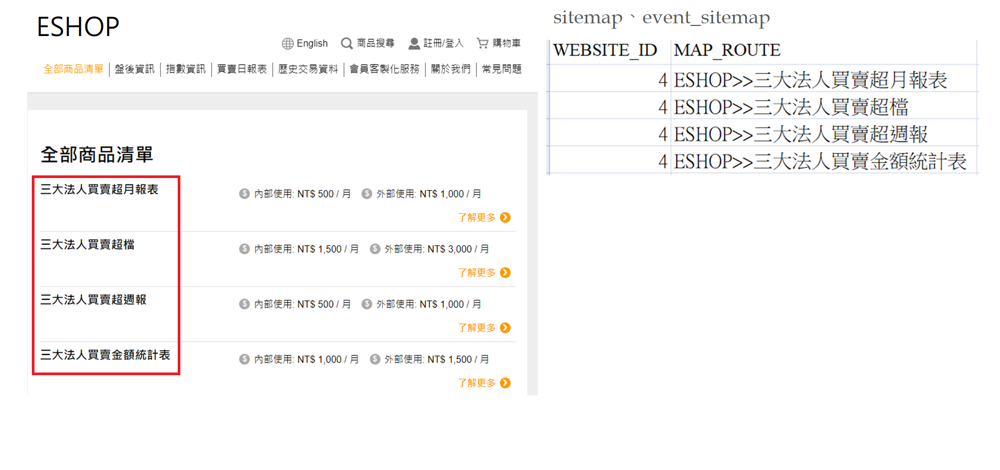 ESHOP
English 商品搜尋 註冊/登入 購物車
全部商品清單 盤後資訊 指數資訊 買賣日報表 歷史交易資料 會員客製化服務 關於我們 常見問題
全部商品清單
三大法人買賣超月報表 $ 內部使用: NT$ 500 / 月 $ 外部使用: NT$ 1,000 / 月
了解更多
三大法人買賣超檔 $ 內部使用: NT$ 1,500 / 月 $ 外部使用: NT$ 3,000 / 月
了解更多
三大法人買賣超週報 $ 內部使用: NT$ 500 / 月 $ 外部使用: NT$ 1,000 / 月
了解更多
三大法人買賣金額統計表 $ 內部使用: NT$ 1,000 / 月 $ 外部使用: NT$ 1,500 / 月
了解更多
sitemap、event_sitemap
WEBSITE_ID MAP_ROUTE
4 ESHOP>>三大法人買賣超月報表
4 ESHOP>>三大法人買賣超檔
4 ESHOP>>三大法人買賣超週報
4 ESHOP>>三大法人買賣金額統計表